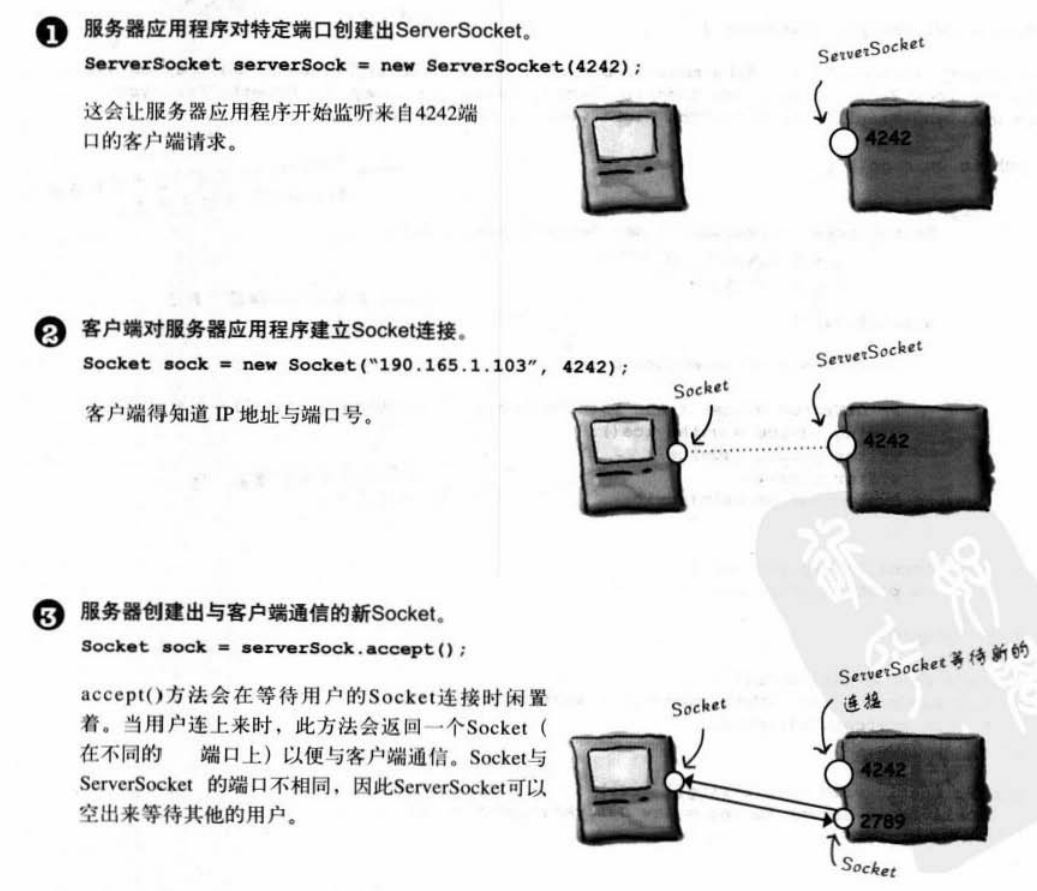 1 服务器应用程序对特定端口创建出ServerSocket。
ServerSocket serverSock = new ServerSocket(4242);
这会让服务器应用程序开始监听来自4242端
口的客户端请求。
ServerSocket
4242
2 客户端对服务器应用程序建立Socket连接。
Socket sock = new Socket(“190.165.1.103”, 4242);
客户端得知道 IP 地址与端口号。
Socket
ServerSocket
4242
3 服务器创建出与客户端通信的新Socket。
Socket sock = serverSock.accept();
accept()方法会在等待用户的Socket连接时闲置
着。当用户连上来时，此方法会返回一个Socket（
在不同的 端口上）以便与客户端通信。Socket与
ServerSocket 的端口不相同，因此ServerSocket可以
空出来等待其他的用户。
Socket
ServerSocket等待新的
连接
4242
2789
Socket